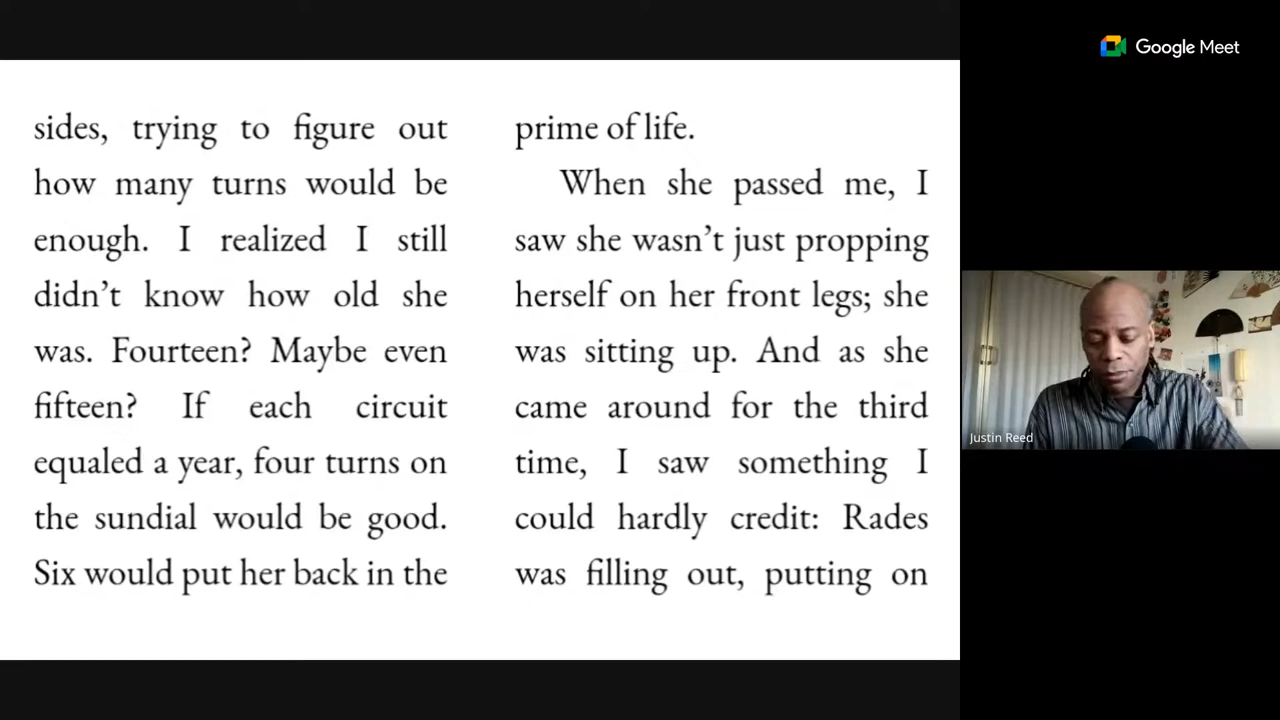 sides, trying to figure out
how many turns would be
enough. I realized I still
didn’t know how old she
was. Fourteen? Maybe even
fifteen? If each circuit
equaled a year, four turns on
the sundial would be good.
Six would put her back in the
prime of life.
When she passed me, I
saw she wasn’t just propping
herself on her front legs; she
was sitting up. And as she
came around for the third
time, I saw something I
could hardly credit: Rades
was filling out, putting on
Google Meet
Justin Reed